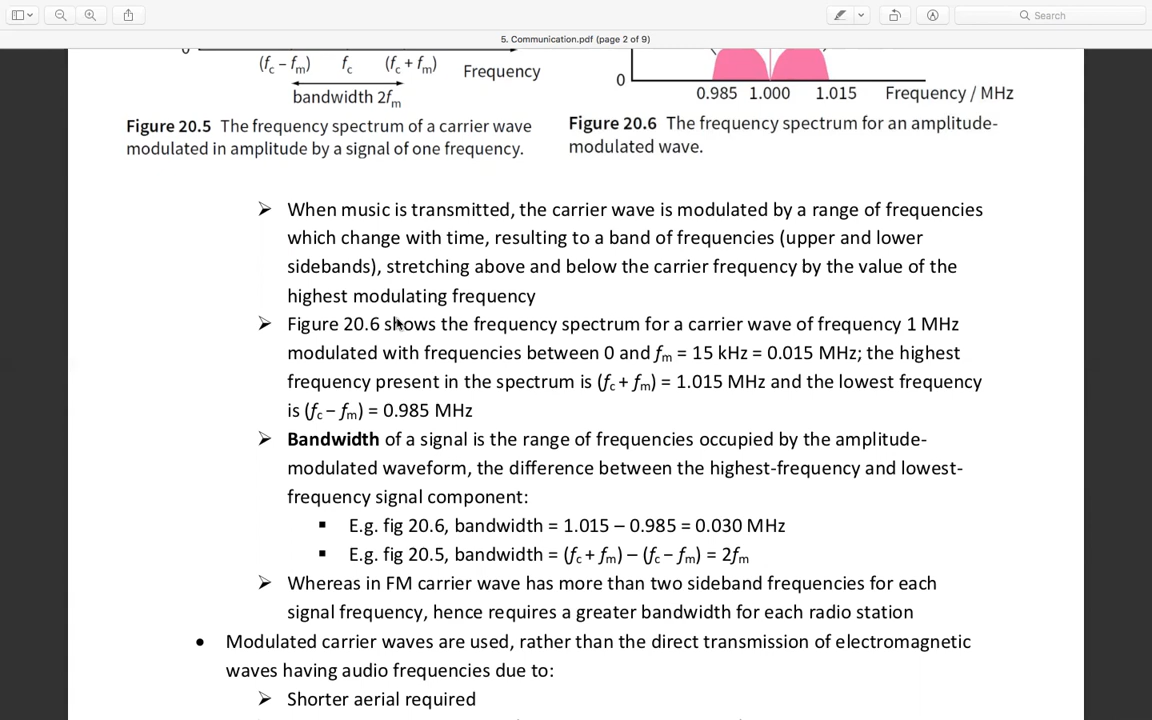 Search
5. Communication.pdf (page 2 of 9)
(fc – fm) fc (fc + fm) Frequency
bandwidth 2fm
Figure 20.5 The frequency spectrum of a carrier wave
modulated in amplitude by a signal of one frequency.
0
0.985 1.000 1.015 Frequency / MHz
Figure 20.6 The frequency spectrum for an amplitude-
modulated wave.
➢ When music is transmitted, the carrier wave is modulated by a range of frequencies
which change with time, resulting to a band of frequencies (upper and lower
sidebands), stretching above and below the carrier frequency by the value of the
highest modulating frequency
➢ Figure 20.6 shows the frequency spectrum for a carrier wave of frequency 1 MHz
modulated with frequencies between 0 and fm = 15 kHz = 0.015 MHz; the highest
frequency present in the spectrum is (fc + fm) = 1.015 MHz and the lowest frequency
is (fc – fm) = 0.985 MHz
➢ Bandwidth of a signal is the range of frequencies occupied by the amplitude-
modulated waveform, the difference between the highest-frequency and lowest-
frequency signal component:
▪ E.g. fig 20.6, bandwidth = 1.015 – 0.985 = 0.030 MHz
▪ E.g. fig 20.5, bandwidth = (fc + fm) – (fc – fm) = 2fm
➢ Whereas in FM carrier wave has more than two sideband frequencies for each
signal frequency, hence requires a greater bandwidth for each radio station
• Modulated carrier waves are used, rather than the direct transmission of electromagnetic
waves having audio frequencies due to:
➢ Shorter aerial required